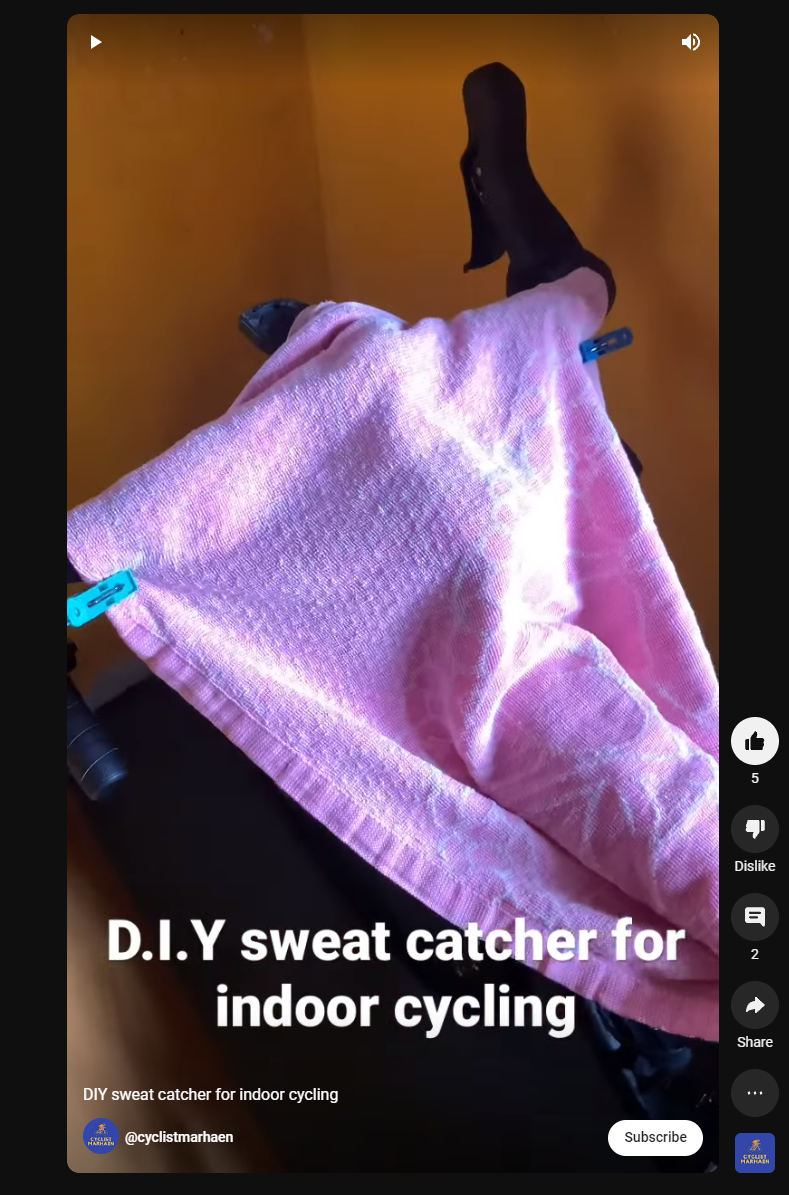 D.I.Y sweat catcher for
indoor cycling
DIY sweat catcher for indoor cycling
CYCLIST
MARHAEN
@cyclistmarhaen
Subscribe
5
Dislike
2
Share
CYCLIST
MARHAEN